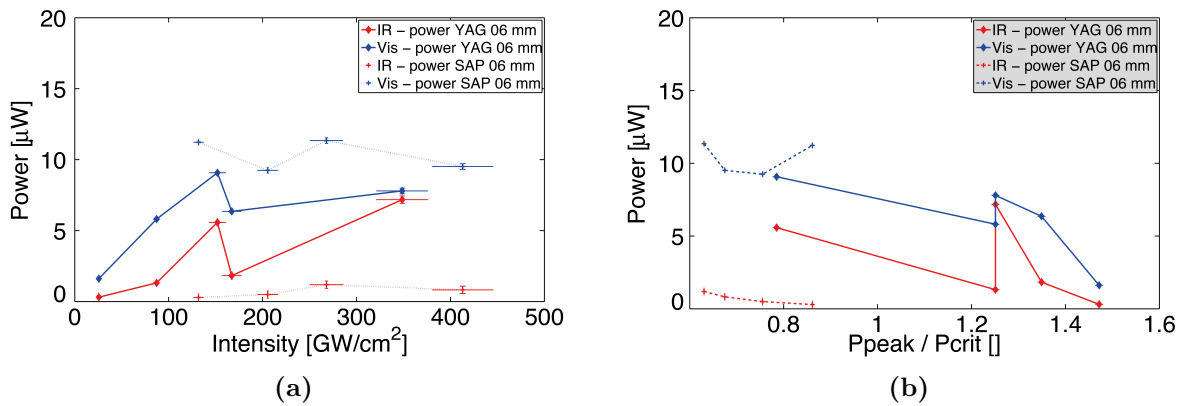 20
15
10
5
0
Power [μW]
IR – power YAG 06 mm
Vis – power YAG 06 mm
IR – power SAP 06 mm
Vis – power SAP 06 mm
0 100 200 300 400 500
Intensity [GW/cm²]
(a)
20
15
10
5
0
Power [μW]
IR – power YAG 06 mm
Vis – power YAG 06 mm
IR – power SAP 06 mm
Vis – power SAP 06 mm
0.8 1 1.2 1.4 1.6
Ppeak / Pcrit []
(b)